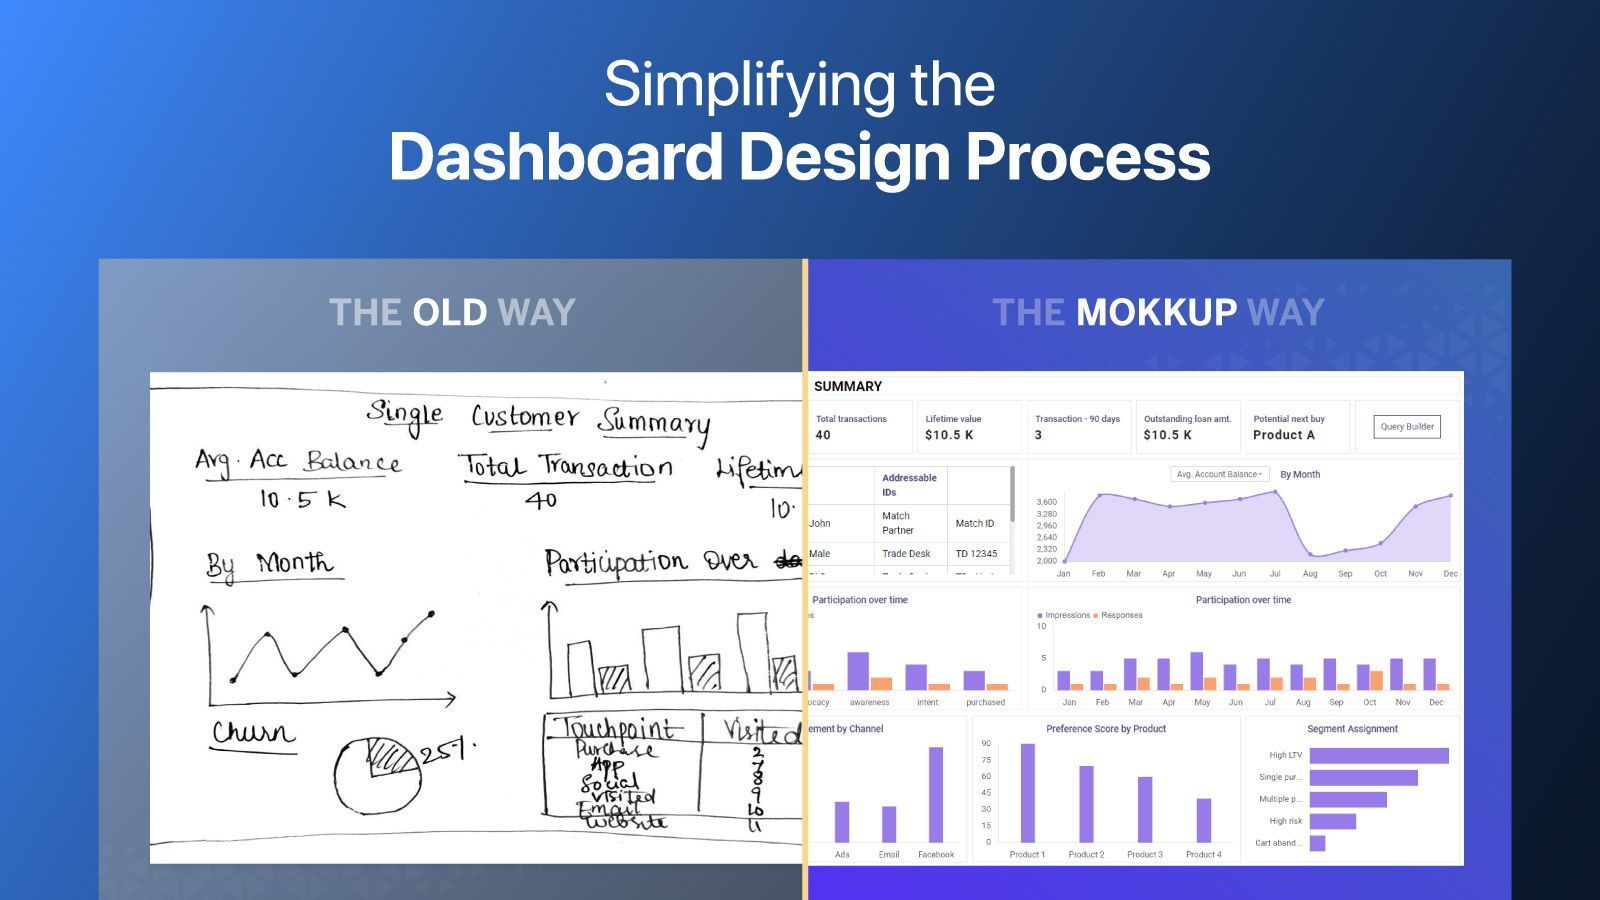 Simplifying the
Dashboard Design Process
THE OLD WAY
Single Customer Summary
Avg. Acc Balance
10.5 K
Total Transaction
40
Lifetim
10.
By Month
Participation Over
Churn
25%
Touchpoint Visited
Purchase 2
App 7
Social 8
Visited 9
Email 10
Website 11
THE MOKKUP WAY
SUMMARY
Total transactions
40
Lifetime value
$10.5 K
Transaction - 90 days
3
Outstanding loan amt.
$10.5 K
Potential next buy
Product A
Query Builder
Addressable
IDs
John
Match
Partner
Match ID
Male Trade Desk TD 12345
Avg. Account Balance
By Month
3,600
3,280
2,960
2,640
2,320
2,000
Jan Feb Mar Apr May Jun Jul Aug Sep Oct Nov Dec
Participation over time
es
ocacy awareness intent purchased
Participation over time
Impressions Responses
10
5
0
Jan Feb Mar Apr May Jun Jul Aug Sep Oct Nov Dec
ement by Channel
Ads Email Facebook
Preference Score by Product
90
75
60
45
30
15
0
Product 1 Product 2 Product 3 Product 4
Segment Assignment
High LTV
Single pur...
Multiple p...
High risk
Cart aband...